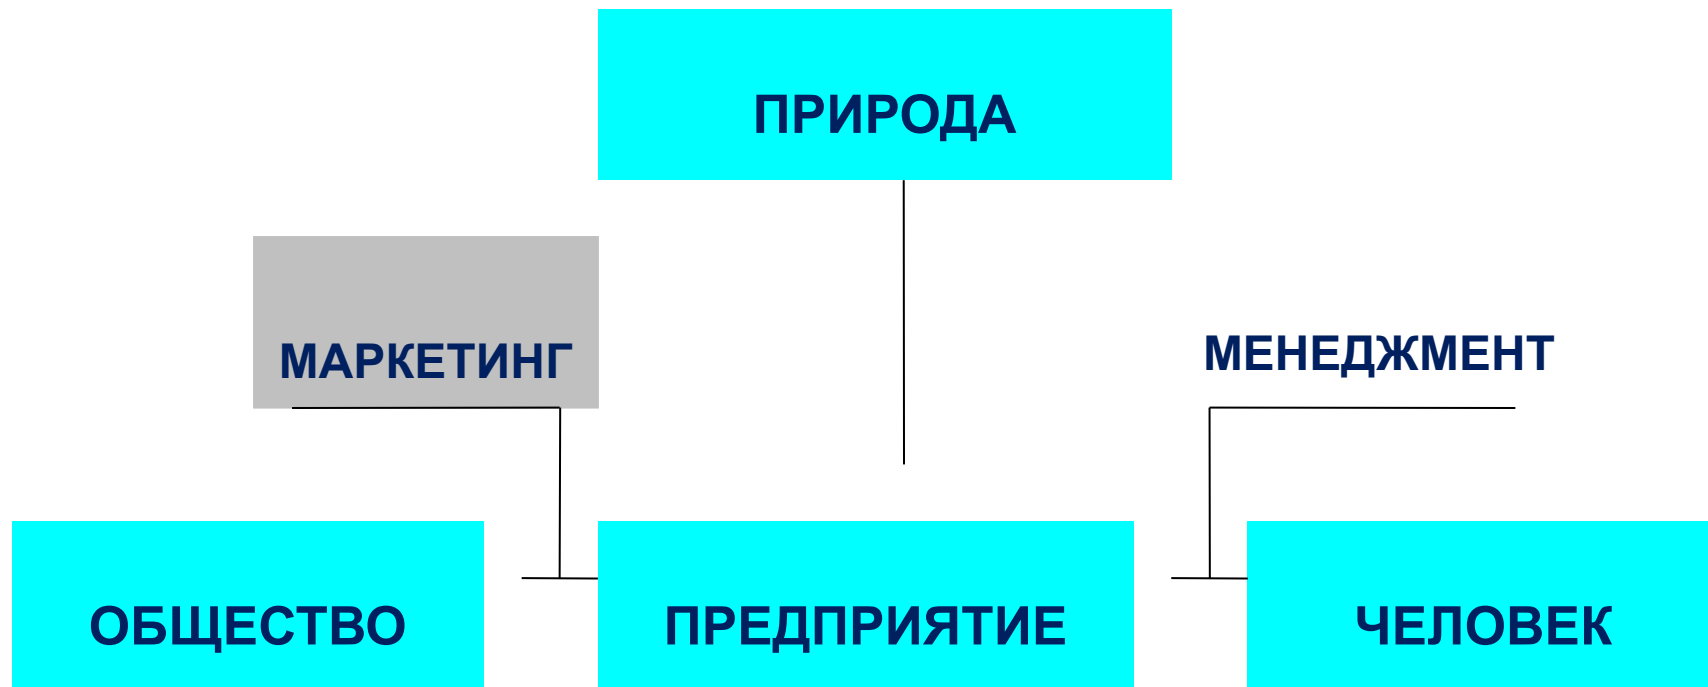 ПРИРОДА
МАРКЕТИНГ
МЕНЕДЖМЕНТ
ОБЩЕСТВО
ПРЕДПРИЯТИЕ
ЧЕЛОВЕК